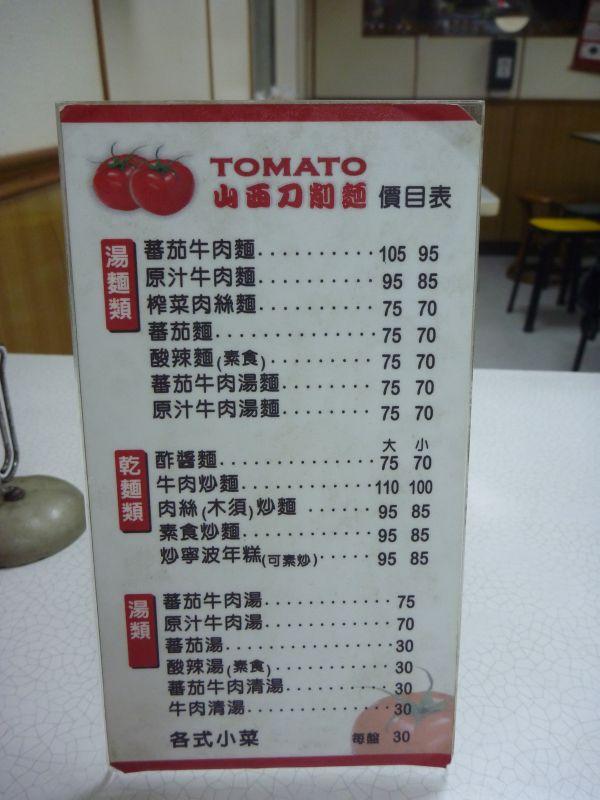 TOMATO
山西刀削麵 價目表
湯麵類
蕃茄牛肉麵..........105 95
原汁牛肉麵..........95 85
榨菜肉絲麵..........75 70
蕃茄麵..............75 70
酸辣麵(素食)........75 70
蕃茄牛肉湯麵........75 70
原汁牛肉湯麵........75 70
大 小
乾麵類
酢醬麵..............75 70
牛肉炒麵............110 100
肉絲(木須)炒麵......95 85
素食炒麵............95 85
炒寧波年糕(可素炒).....95 85
湯類
蕃茄牛肉湯..........75
原汁牛肉湯..........70
蕃茄湯..............30
酸辣湯(素食)........30
蕃茄牛肉清湯........30
牛肉清湯............30
各式小菜 每盤 30